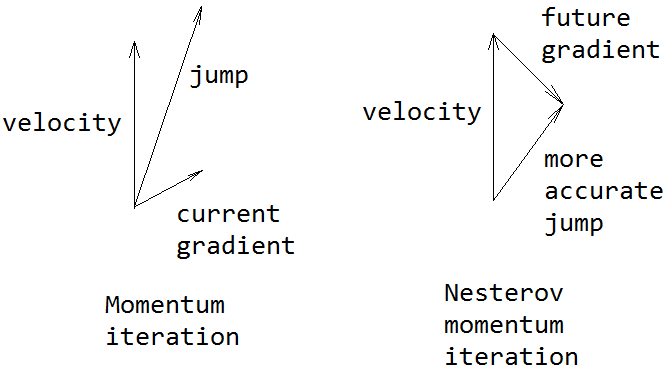 velocity
jump
current
gradient
Momentum
iteration
future
gradient
velocity
more
accurate
jump
Nesterov
momentum
iteration